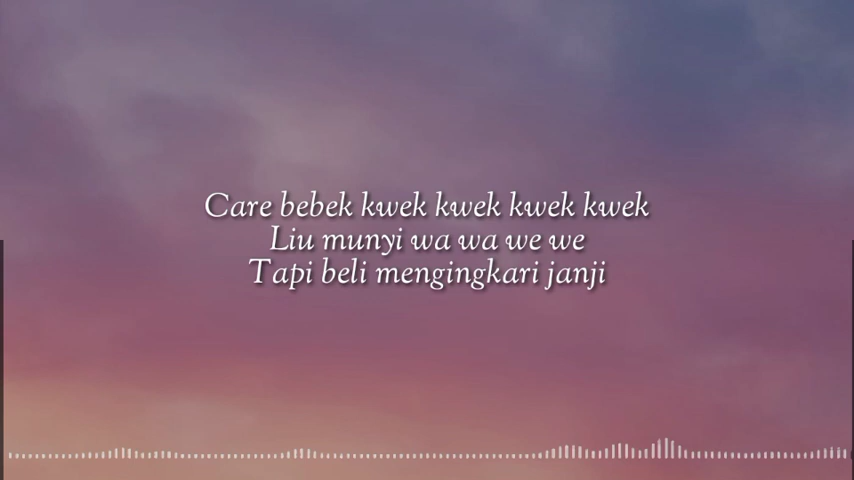 Care bebek kwek kwek kwek kwek
Liu munyi wa wa we we
Tapi beli mengingkari janji